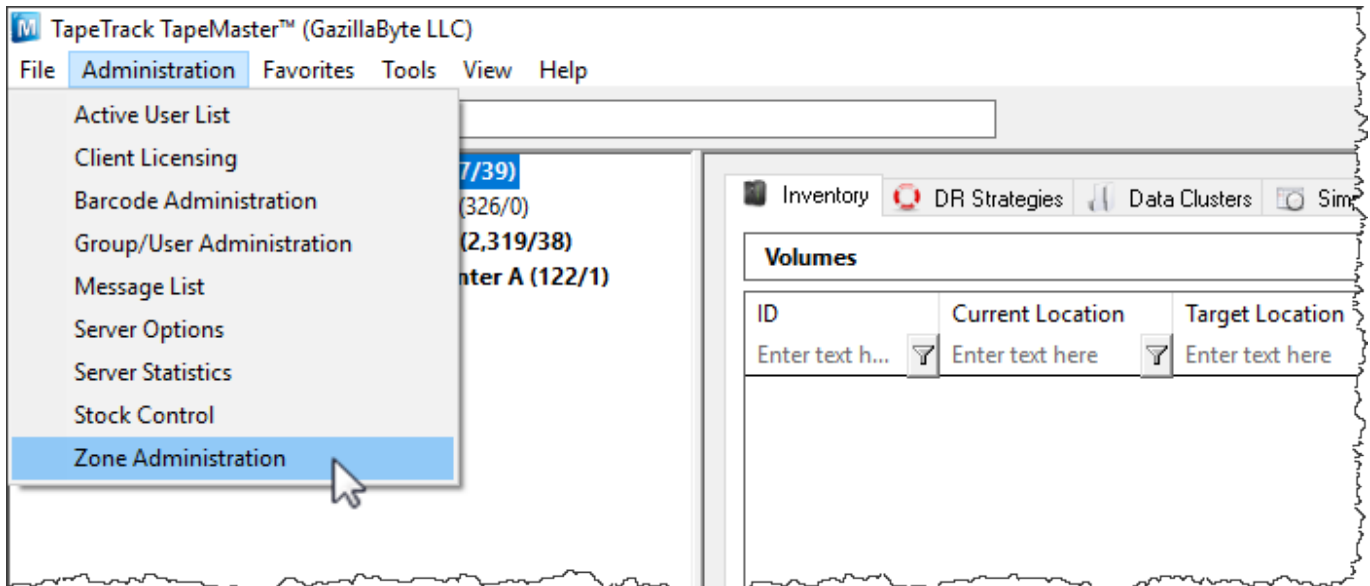 TapeTrack TapeMaster™ (GazillaByte LLC)
File Administration Favorites Tools View Help
Active User List
Client Licensing
Barcode Administration
Group/User Administration
Message List
Server Options
Server Statistics
Stock Control
Zone Administration
7/39)
(326/0)
(2,319/38)
nter A (122/1)
Inventory DR Strategies Data Clusters Sim
Volumes
ID Current Location Target Location
Enter text h... Enter text here Enter text here